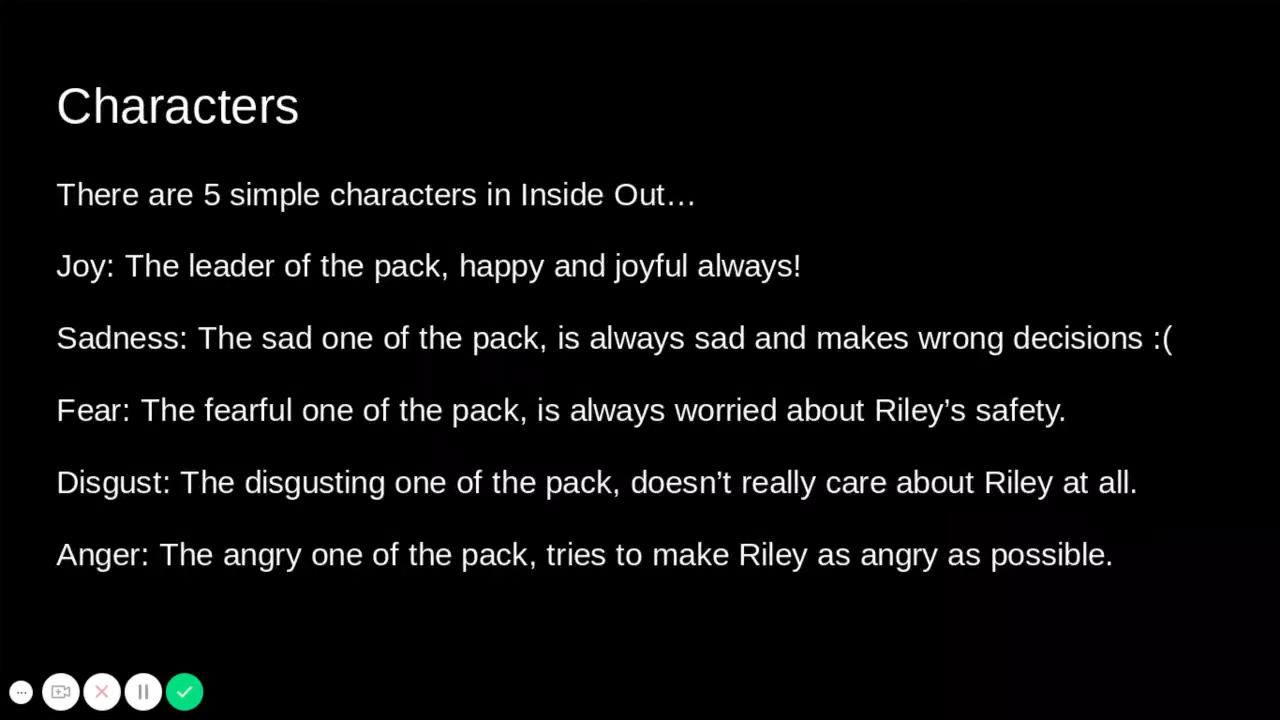 Characters
There are 5 simple characters in Inside Out…
Joy: The leader of the pack, happy and joyful always!
Sadness: The sad one of the pack, is always sad and makes wrong decisions :(
Fear: The fearful one of the pack, is always worried about Riley’s safety.
Disgust: The disgusting one of the pack, doesn’t really care about Riley at all.
Anger: The angry one of the pack, tries to make Riley as angry as possible.